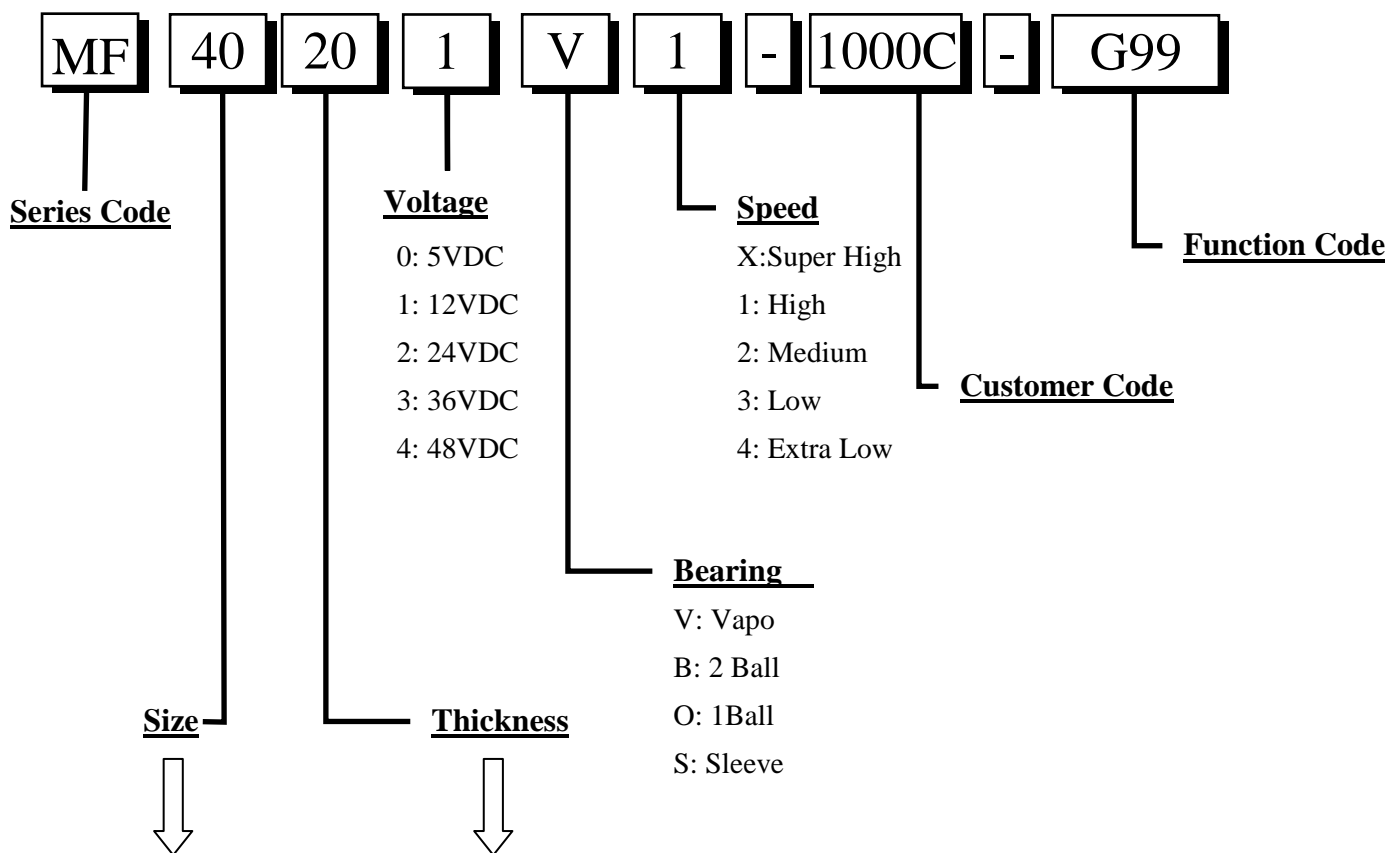 MF 40 20 1 V 1 - 1000C - G99
Series Code
Voltage
0: 5VDC
1: 12VDC
2: 24VDC
3: 36VDC
4: 48VDC
Speed
X:Super High
1: High
2: Medium
3: Low
4: Extra Low
Function Code
Customer Code
Bearing
V: Vapo
B: 2 Ball
O: 1Ball
S: Sleeve
Size
Thickness